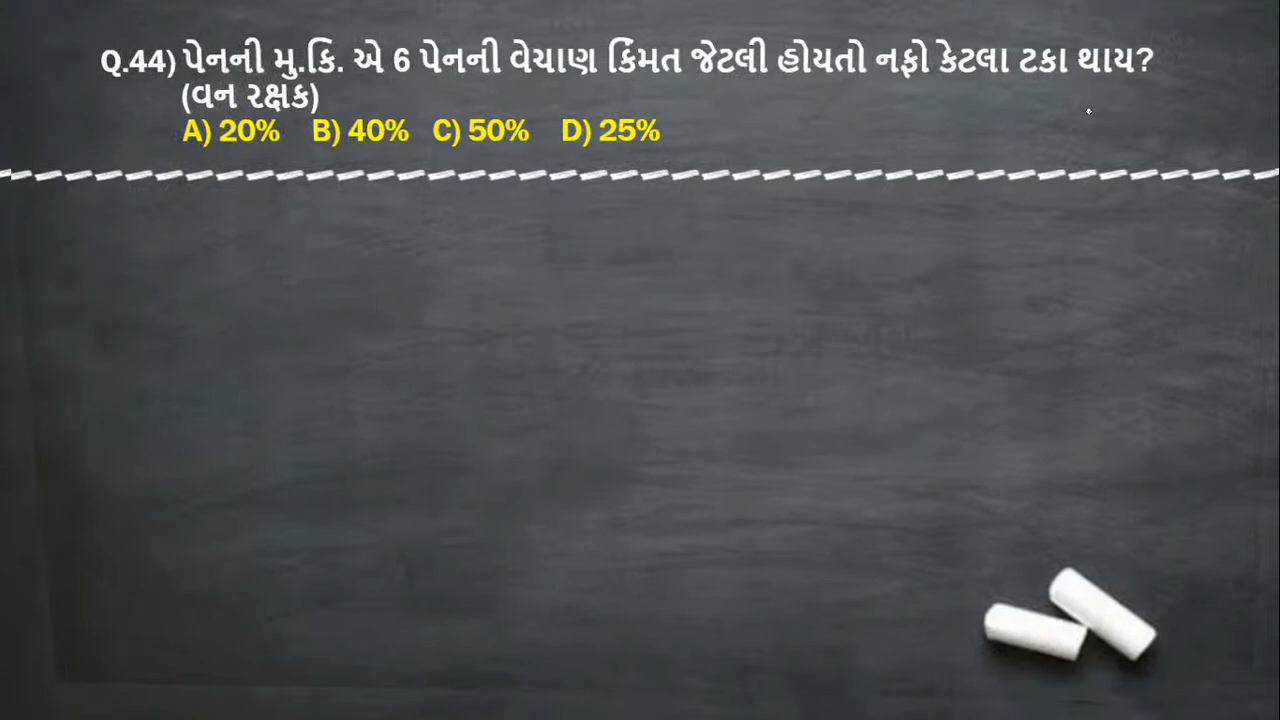 Q.44) પેનની મુ.કિ. એ 6 પેનની વેચાણ કિંમત જેટલી હોયતો નફો કેટલા ટકા થાય?
(વન રક્ષક)
A) 20% B) 40% C) 50% D) 25%